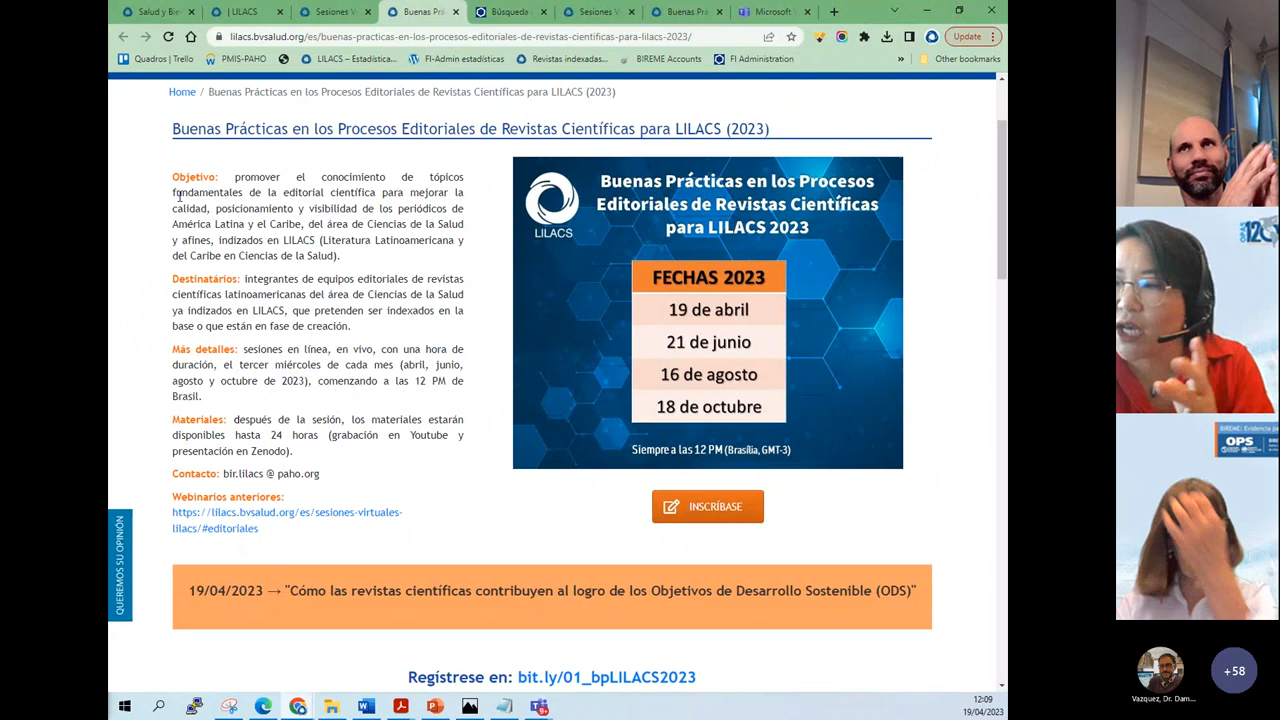 Salud y Bie
| LILACS
Sesiones V
Buenas Prá
Búsqueda
Sesiones V
Buenas Prá
Microsoft
lilacs.bvsalud.org/es/buenas-practicas-en-los-procesos-editoriales-de-revistas-cientificas-para-lilacs-2023/
Update
Quadros | Trello
PMIS-PAHO
LILACS – Estadística...
FI-Admin estadísticas
Revistas indexadas...
BIREME Accounts
FI Administration
»
Other bookmarks
Home / Buenas Prácticas en los Procesos Editoriales de Revistas Científicas para LILACS (2023)
Buenas Prácticas en los Procesos Editoriales de Revistas Científicas para LILACS (2023)
Objetivo: promover el conocimiento de tópicos
fundamentales de la editorial científica para mejorar la
calidad, posicionamiento y visibilidad de los periódicos de
América Latina y el Caribe, del área de Ciencias de la Salud
y afines, indizados en LILACS (Literatura Latinoamericana y
del Caribe en Ciencias de la Salud).
Destinatários: integrantes de equipos editoriales de revistas
científicas latinoamericanas del área de Ciencias de la Salud
ya indizados en LILACS, que pretenden ser indexados en la
base o que están en fase de creación.
Más detalles: sesiones en línea, en vivo, con una hora de
duración, el tercer miércoles de cada mes (abril, junio,
agosto y octubre de 2023), comenzando a las 12 PM de
Brasil.
Materiales: después de la sesión, los materiales estarán
disponibles hasta 24 horas (grabación en Youtube y
presentación en Zenodo).
Contacto: bir.lilacs @ paho.org
Webinarios anteriores:
https://lilacs.bvsalud.org/es/sesiones-virtuales-
lilacs/#editoriales
LILACS
Buenas Prácticas en los Procesos
Editoriales de Revistas Científicas
para LILACS 2023
FECHAS 2023
19 de abril
21 de junio
16 de agosto
18 de octubre
Siempre a las 12 PM (Brasília, GMT-3)
INSCRÍBASE
QUEREMOS SU OPINIÓN
19/04/2023 → "Cómo las revistas científicas contribuyen al logro de los Objetivos de Desarrollo Sostenible (ODS)"
Regístrese en: bit.ly/01_bpLILACS2023
12:09
19/04/2023
BIREME: Evidencia pa
OPS
Vazquez, Dr. Dam...
+58